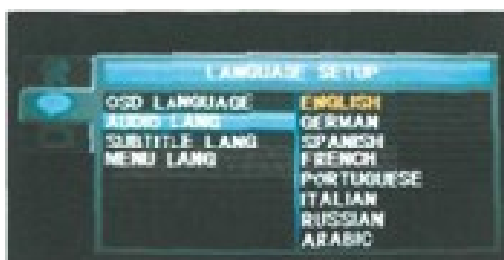 LANGUAGE SETUP
OSD LANGUAGE
AUDIO LANG
SUBTITLE LANG
MENU LANG
ENGLISH
GERMAN
SPANISH
FRENCH
PORTUGUESE
ITALIAN
RUSSIAN
ARABIC